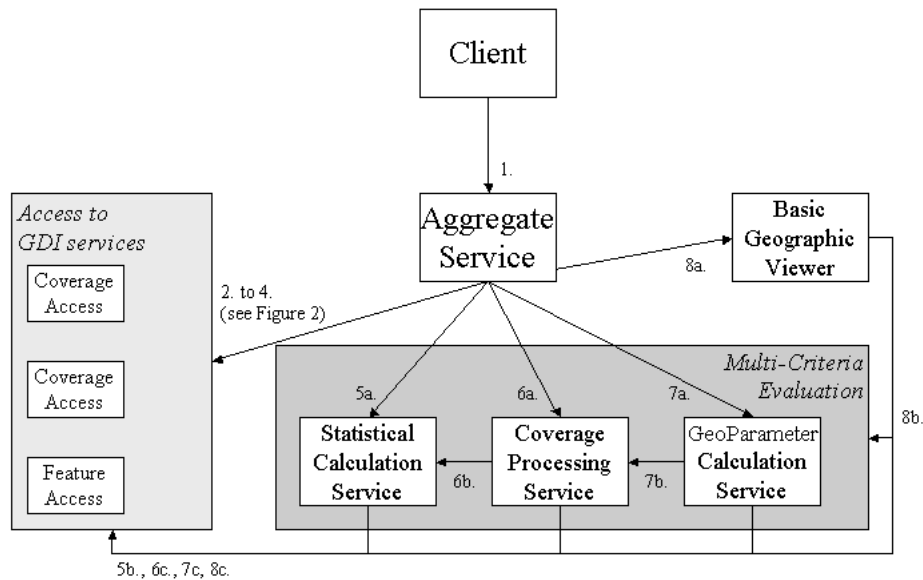 Client
1.
Access to
GDI services
Coverage
Access
Coverage
Access
Feature
Access
Aggregate
Service
Basic
Geographic
Viewer
8a.
2. to 4.
(see Figure 2)
Multi-Criteria
Evaluation
5a.
6a.
7a.
8b.
Statistical
Calculation
Service
6b.
Coverage
Processing
Service
7b.
GeoParameter
Calculation
Service
5b., 6c., 7c, 8c.